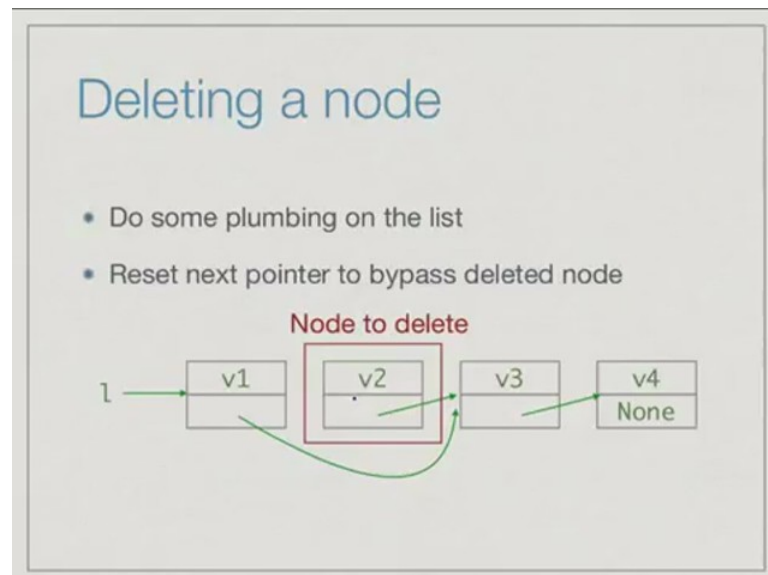 Deleting a node
• Do some plumbing on the list
• Reset next pointer to bypass deleted node
Node to delete
l v1 v2 v3 v4
None